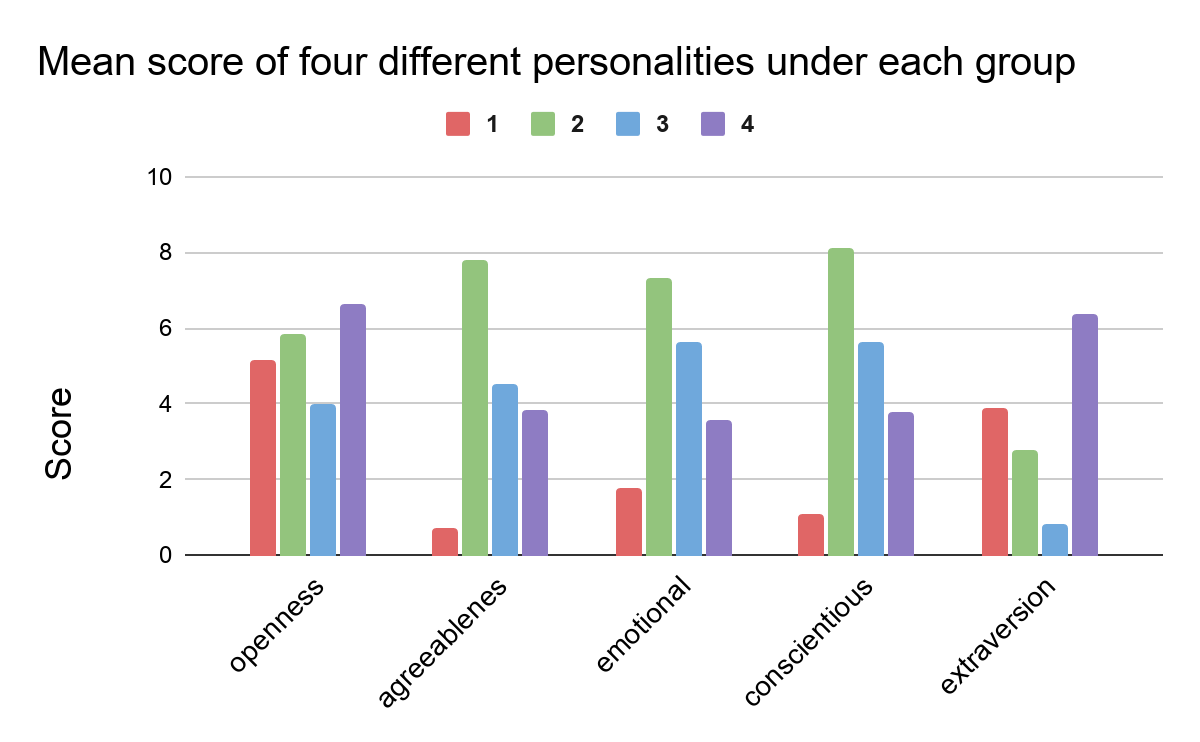 Mean score of four different personalities under each group
1 2 3 4
10
8
6
4
2
0
Score
openness
agreeablenes
emotional
conscientious
extraversion